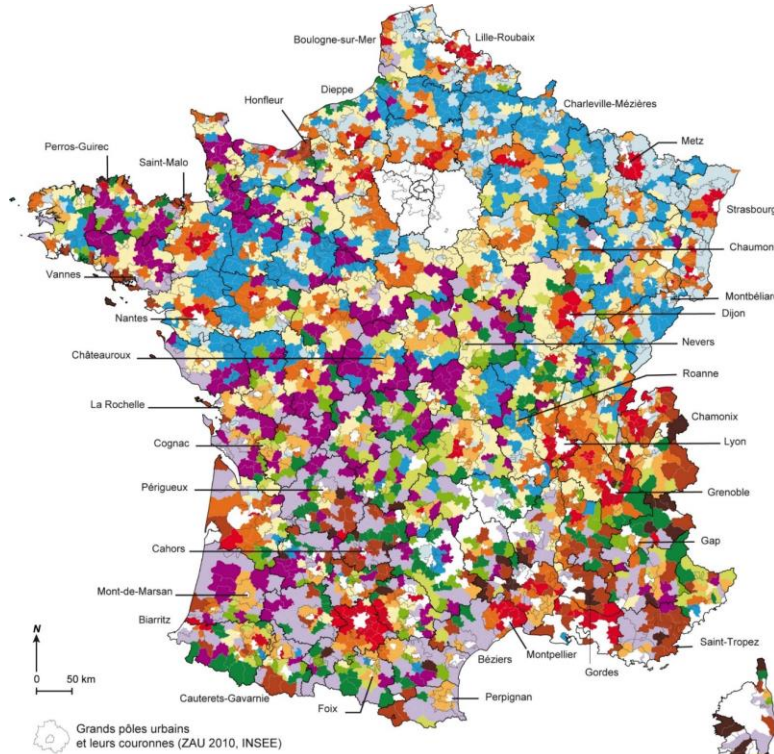 Boulogne-sur-Mer
Lille-Roubaix
Dieppe
Charleville-Mézières
Honfleur
Metz
Perros-Guirec
Saint-Malo
Strasbourg
Chaumont
Vannes
Montbéliard
Nantes
Dijon
Nevers
Châteauroux
Roanne
La Rochelle
Chamonix
Cognac
Lyon
Périgueux
Grenoble
Cahors
Gap
Mont-de-Marsan
Biarritz
N
Saint-Tropez
0 50 km
Béziers
Montpellier
Gordes
Cauterets-Gavarnie
Foix
Perpignan
Grands pôles urbains
et leurs couronnes (ZAU 2010, INSEE)